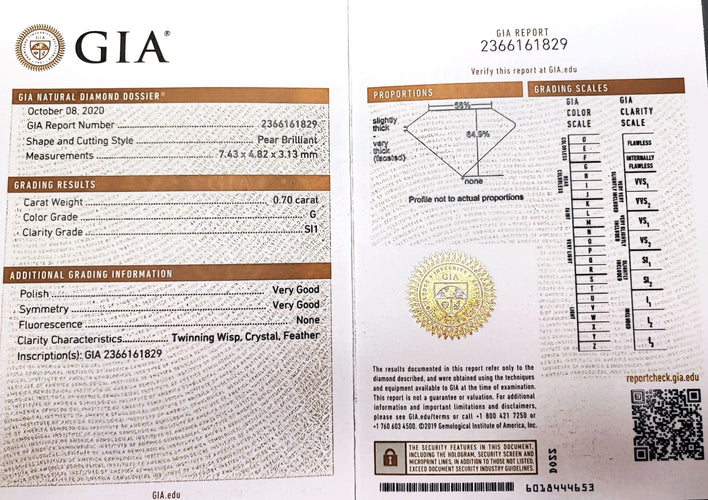 GIA®
GIA NATURAL DIAMOND DOSSIER®
October 08, 2020
GIA Report Number 2366161829
Shape and Cutting Style Pear Brilliant
Measurements 7.43 x 4.82 x 3.13 mm
GRADING RESULTS
Carat Weight 0.70 carat
Color Grade G
Clarity Grade SI1
ADDITIONAL GRADING INFORMATION
Polish Very Good
Symmetry Very Good
Fluorescence None
Clarity Characteristics Twinning Wisp, Crystal, Feather
Inscription(s): GIA 2366161829
GIA.edu
GIA REPORT
2366161829
Verify this report at GIA.edu
PROPORTIONS
slightly
thick
-
very
thick
(faceted)
64.9%
none
Profile not to actual proportions
GRADING SCALES
GIA
COLOR
SCALE
D
E
F
G
H
I
J
K
L
M
N
O
P
Q
R
S
T
U
V
W
X
Y
Z
GIA
CLARITY
SCALE
FLAWLESS
INTERNALLY
FLAWLESS
VVS1
VVS2
VS1
VS2
SI1
SI2
I1
I2
I3
GIA
The results documented in this report refer only to the
diamond described, and were obtained using the techniques
and equipment available to GIA at the time of examination.
This report is not a guarantee or valuation. For additional
information and important limitations and disclaimers,
please see GIA.edu/terms or call +1 800 421 7250 or
+1 760 603 4500. ©2019 Gemological Institute of America, Inc.
THE SECURITY FEATURES IN THIS DOCUMENT,
INCLUDING THE HOLOGRAM, SECURITY SCREEN AND
MICROPRINT LINES, IN ADDITION TO THOSE NOT LISTED,
EXCEED DOCUMENT SECURITY INDUSTRY GUIDELINES.
reportcheck.gia.edu
6018444653